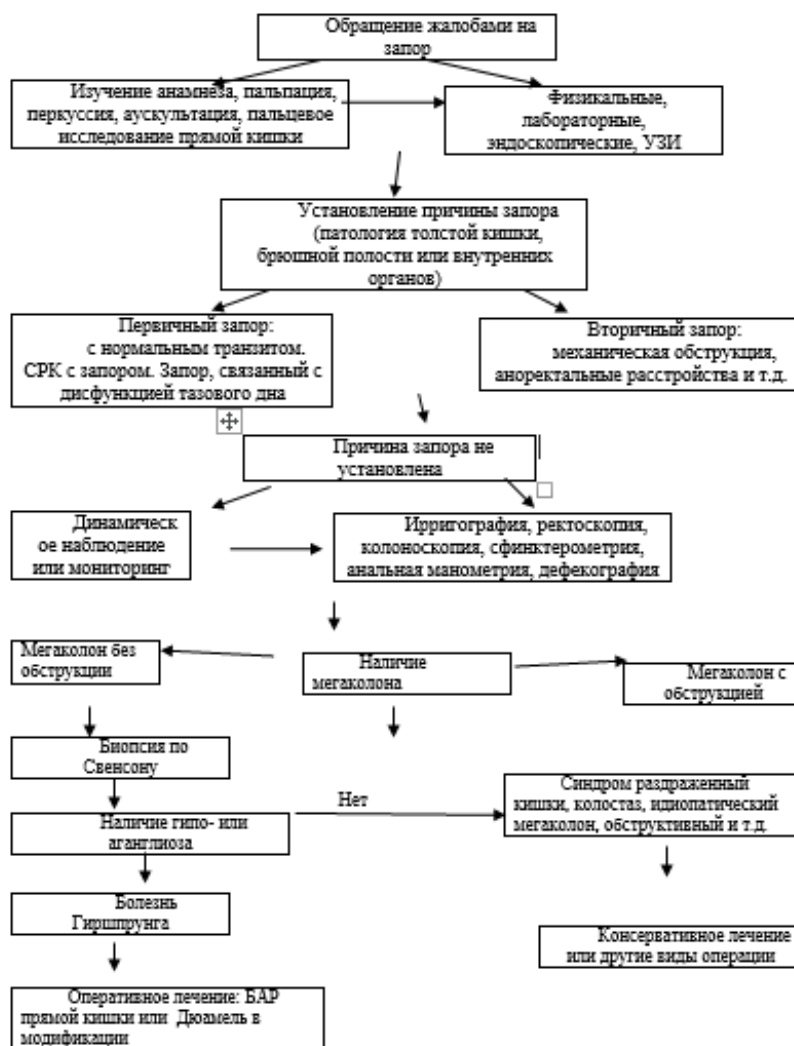 Обращение жалобами на
запор
Изучение анамнеза, пальпация,
перкуссия, аускультация, пальцевое
исследование прямой кишки
Физикальные,
лабораторные,
эндоскопические, УЗИ
Установление причины запора
(патология толстой кишки,
брюшной полости или внутренних
органов)
Первичный запор:
с нормальным транзитом.
СРК с запором. Запор, связанный с
дисфункцией тазового дна
Вторичный запор:
механическая обструкция,
аноректальные расстройства и т.д.
Причина запора не
установлена
Динамическ
ое наблюдение
или мониторинг
Ирригография, ректоскопия,
колоноскопия, сфинктерометрия,
анальная манометрия, дефекография
Мегаколон без
обструкции
Наличие
мегаколона
Мегаколон с
обструкцией
Биопсия по
Свенсону
Синдром раздраженный
кишки, колостаз, идиопатический
мегаколон, обструктивный и т.д.
Нет
Наличие гипо- или
аганглиоза
Болезнь
Гиршпрунга
Консервативное лечение
или другие виды операции
Оперативное лечение: БАР
прямой кишки или Дюамель в
модификации